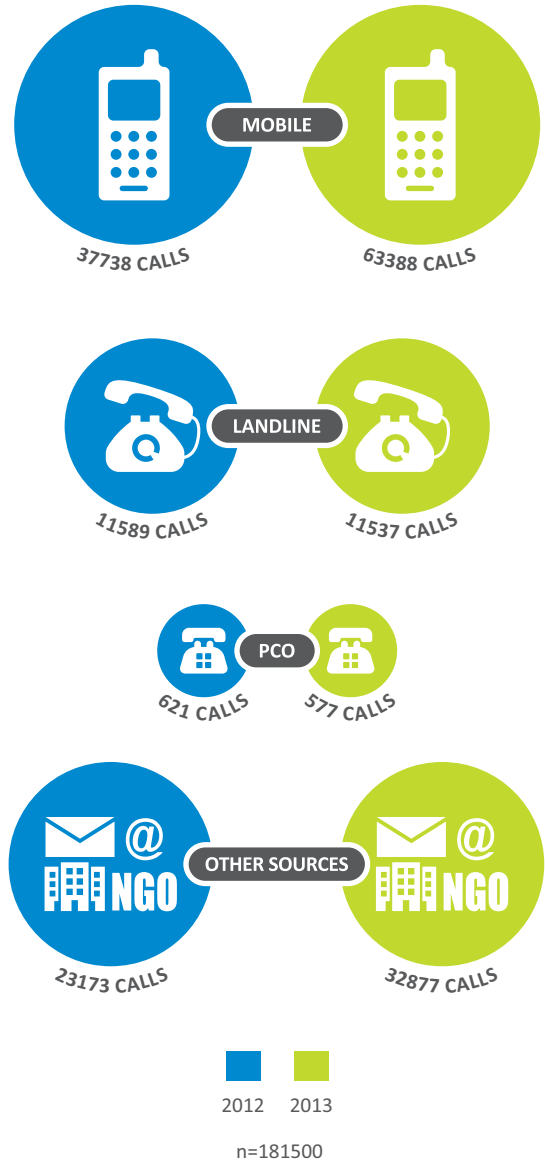 MOBILE
37738 CALLS
63388 CALLS
LANDLINE
11589 CALLS
11537 CALLS
PCO
621 CALLS
577 CALLS
@
@
NGO
NGO
OTHER SOURCES
23173 CALLS
32877 CALLS
2012
2013
n=181500